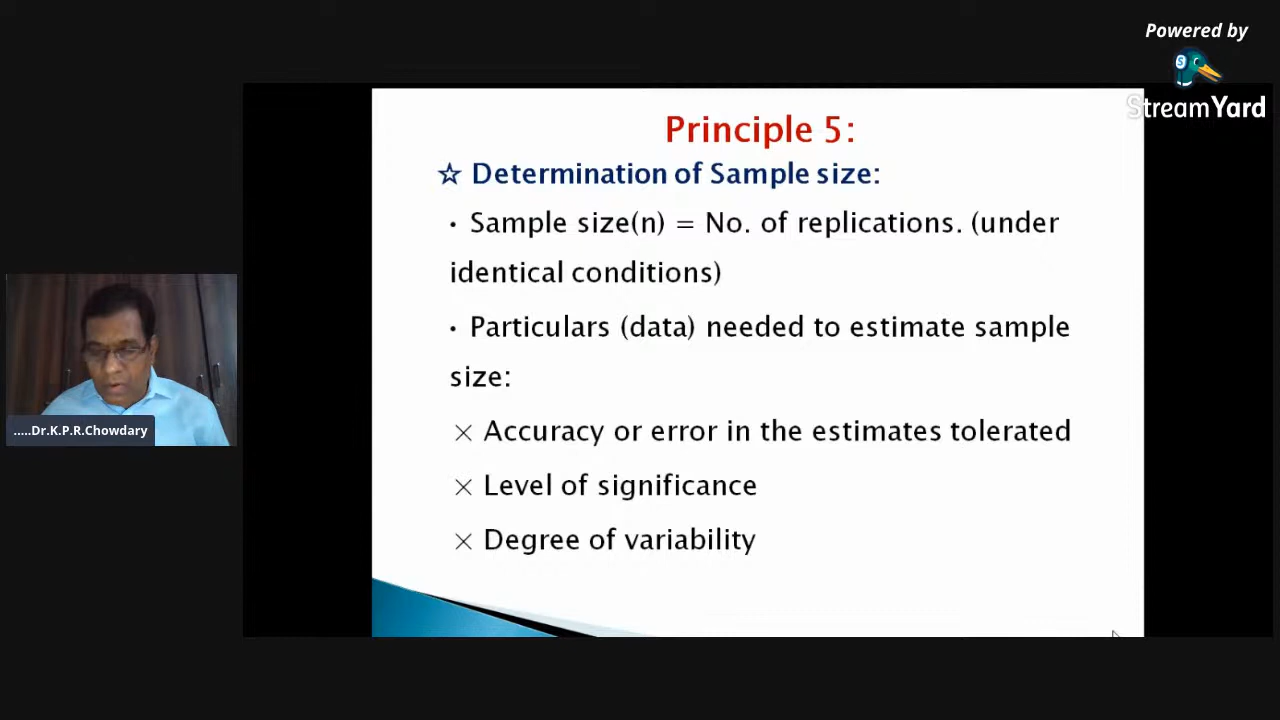 Powered by
StreamYard
Principle 5:
☆ Determination of Sample size:
• Sample size(n) = No. of replications. (under
identical conditions)
• Particulars (data) needed to estimate sample
size:
× Accuracy or error in the estimates tolerated
× Level of significance
× Degree of variability
.....Dr.K.P.R.Chowdary